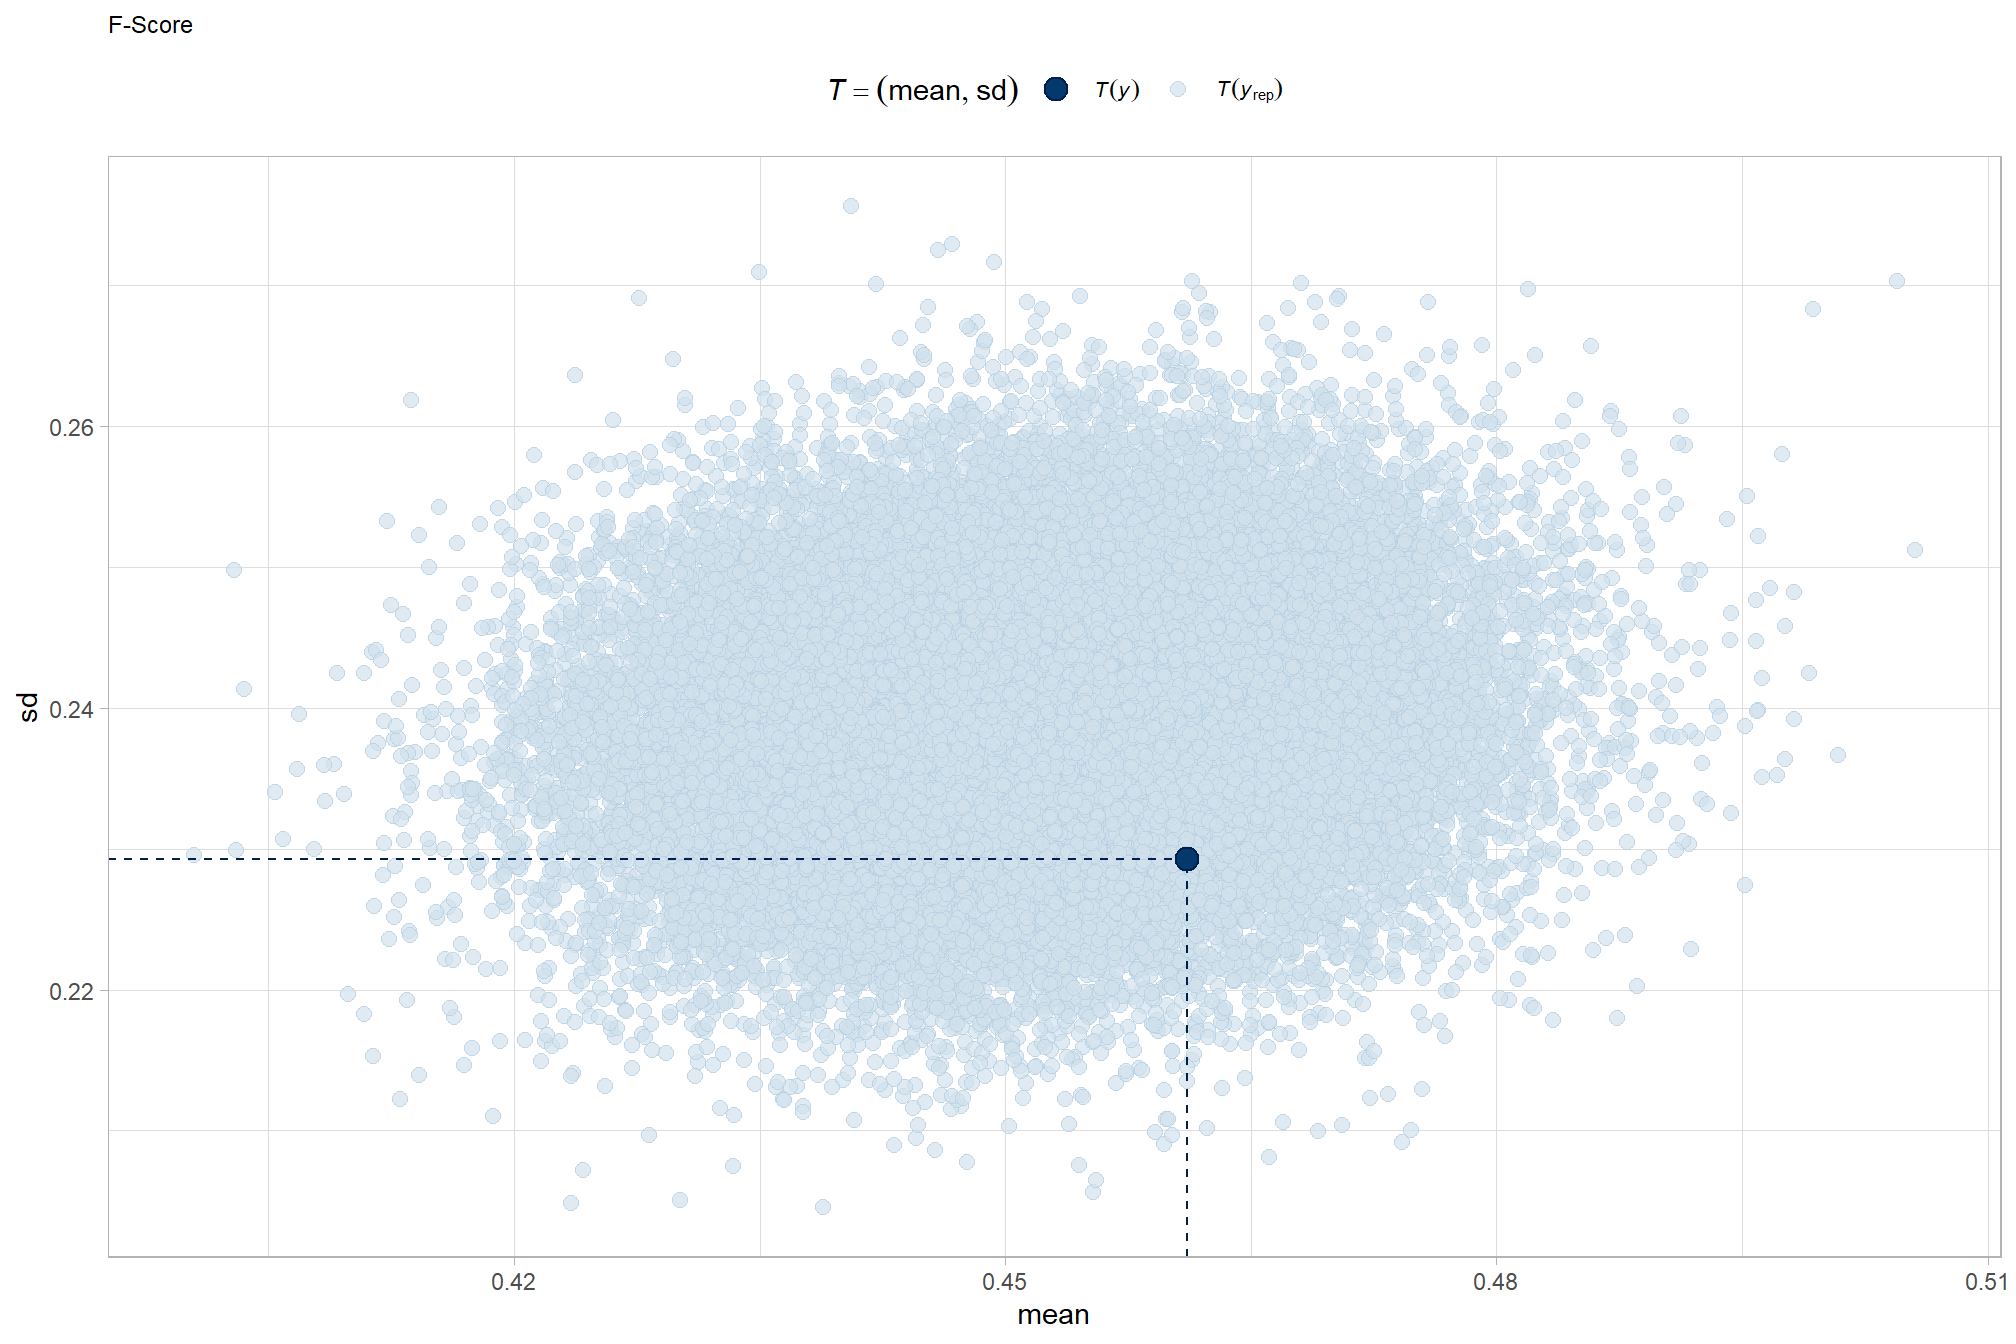 F-Score
T = (mean, sd) T(y) T(yrep)
0.26
0.24
0.22
sd
0.42 0.45 0.48 0.51
mean